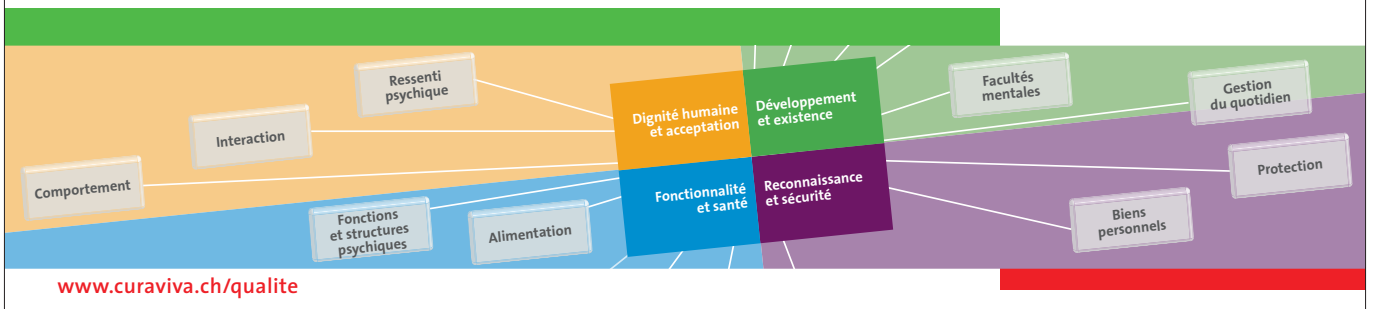 Ressenti
psychique
Interaction
Comportement
Fonctions
et structures
psychiques
Alimentation
Dignité humaine
et acceptation
Développement
et existence
Fonctionnalité
et santé
Reconnaissance
et sécurité
Facultés
mentales
Gestion
du quotidien
Protection
Biens
personnels
www.curaviva.ch/qualite